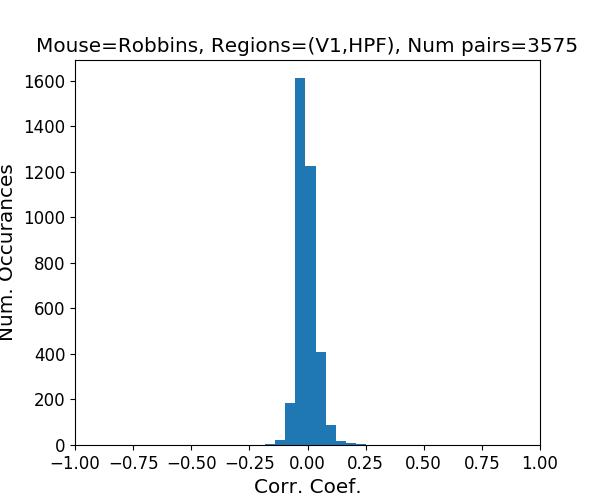 Mouse=Robbins, Regions=(V1,HPF), Num pairs=3575
1600
1400
1200
1000
800
600
400
200
0
Num. Occurances
−1.00 −0.75 −0.50 −0.25 0.00 0.25 0.50 0.75 1.00
Corr. Coef.